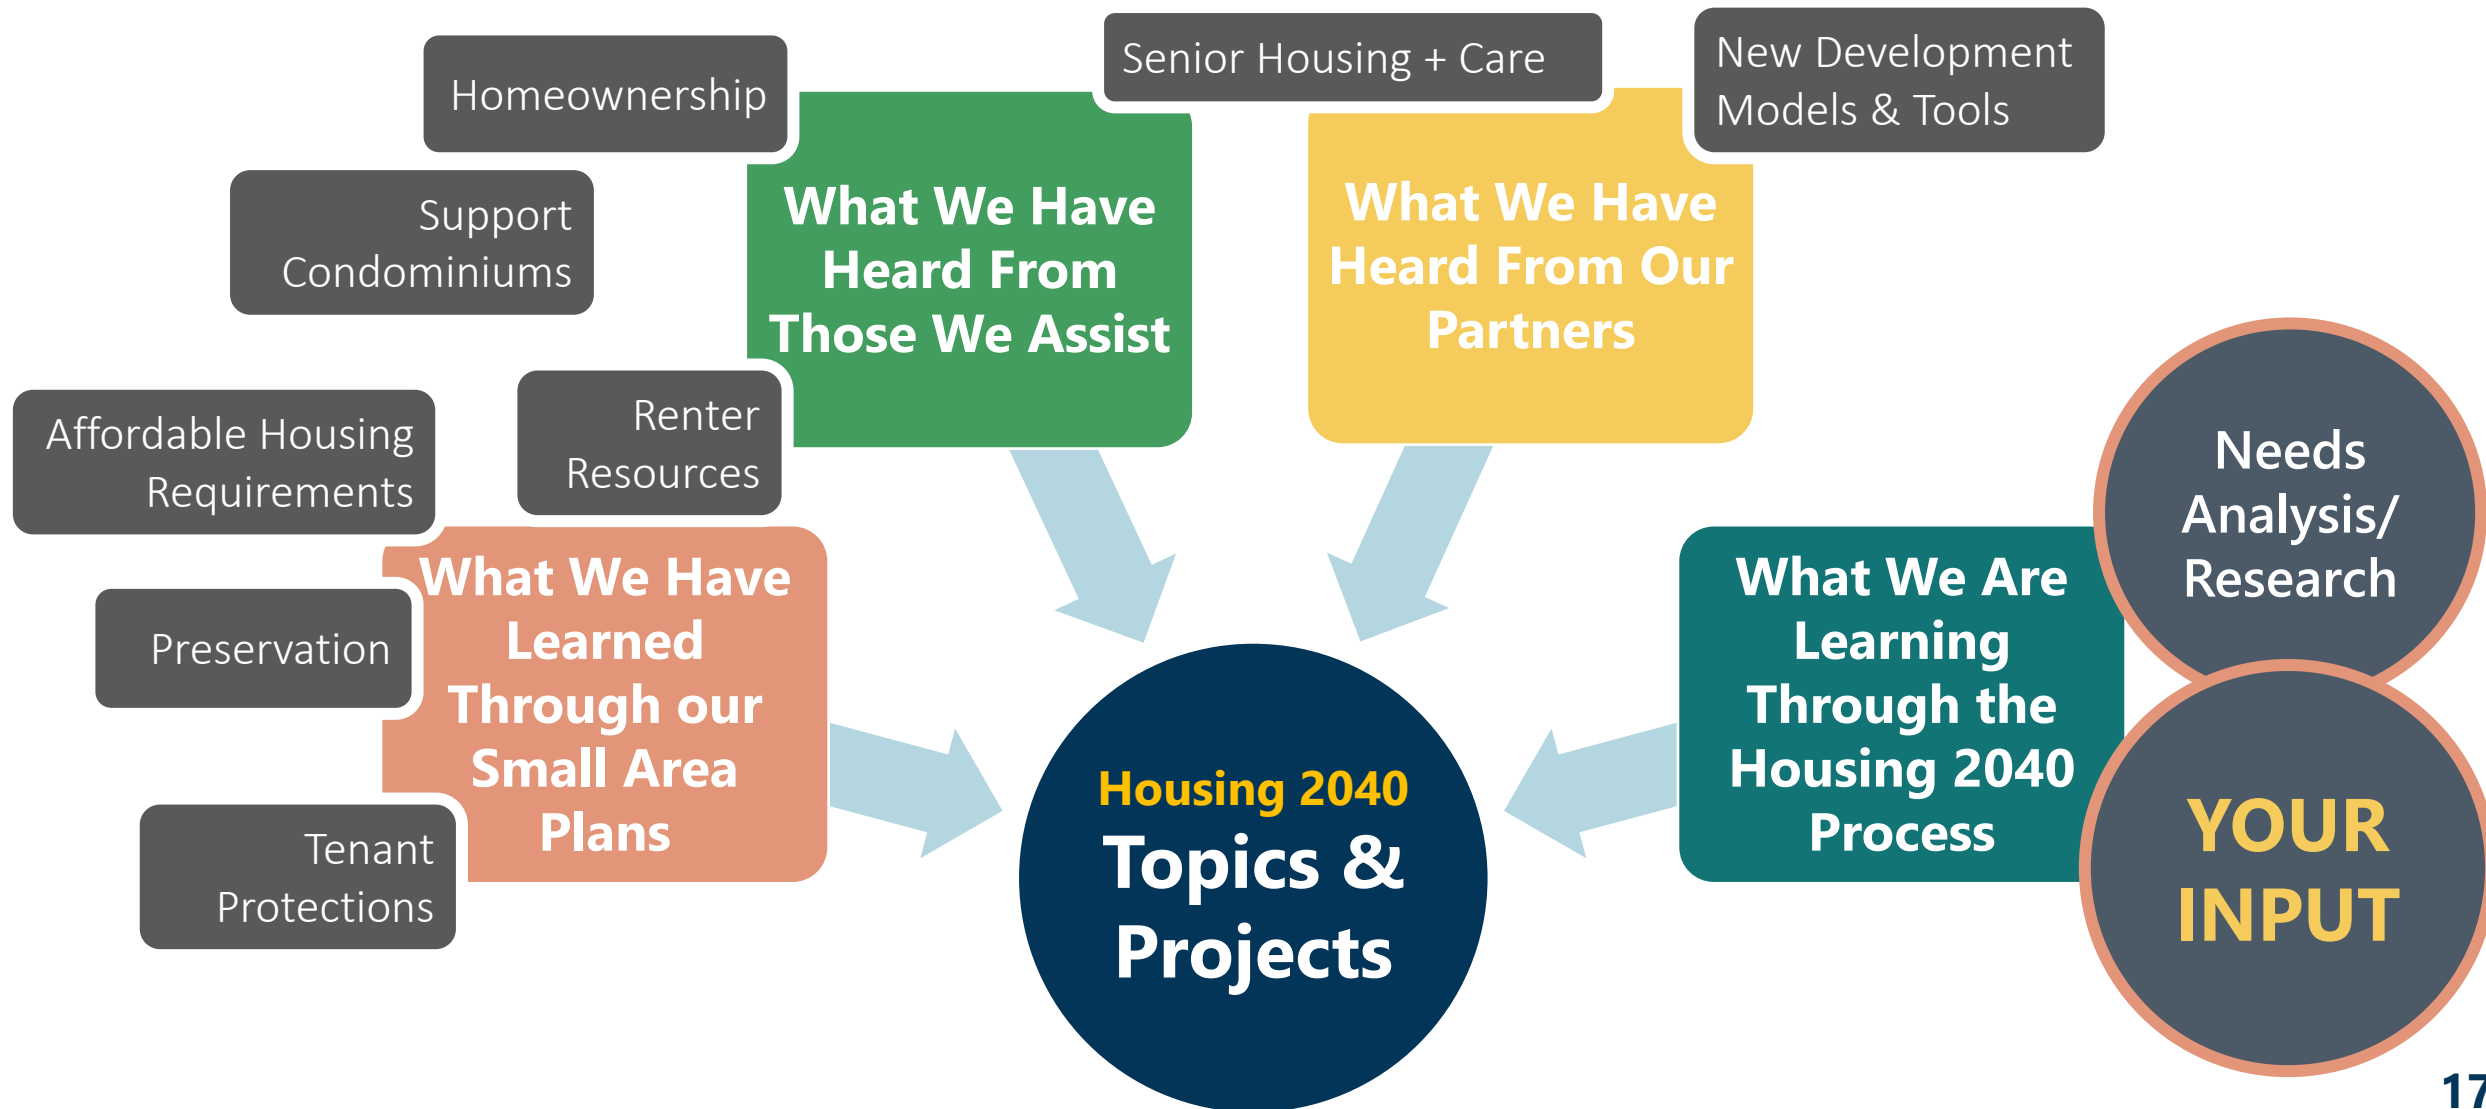 Homeownership
Senior Housing + Care
New Development
Models & Tools
Support
Condominiums
What We Have
Heard From
Those We Assist
What We Have
Heard From Our
Partners
Affordable Housing
Requirements
Renter
Resources
Preservation
Tenant
Protections
What We Have
Learned
Through our
Small Area
Plans
Housing 2040
Topics &
Projects
What We Are
Learning
Through the
Housing 2040
Process
Needs
Analysis/
Research
YOUR
INPUT
17